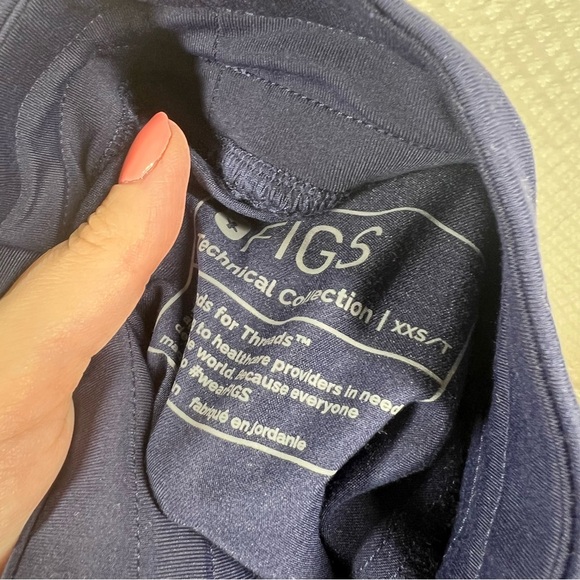 FIGS
Technical Collection | XXS/T
ds for Threads™
to healthcare providers in need
world. Because everyone
#wearFIGS
fabriqué en jordanie